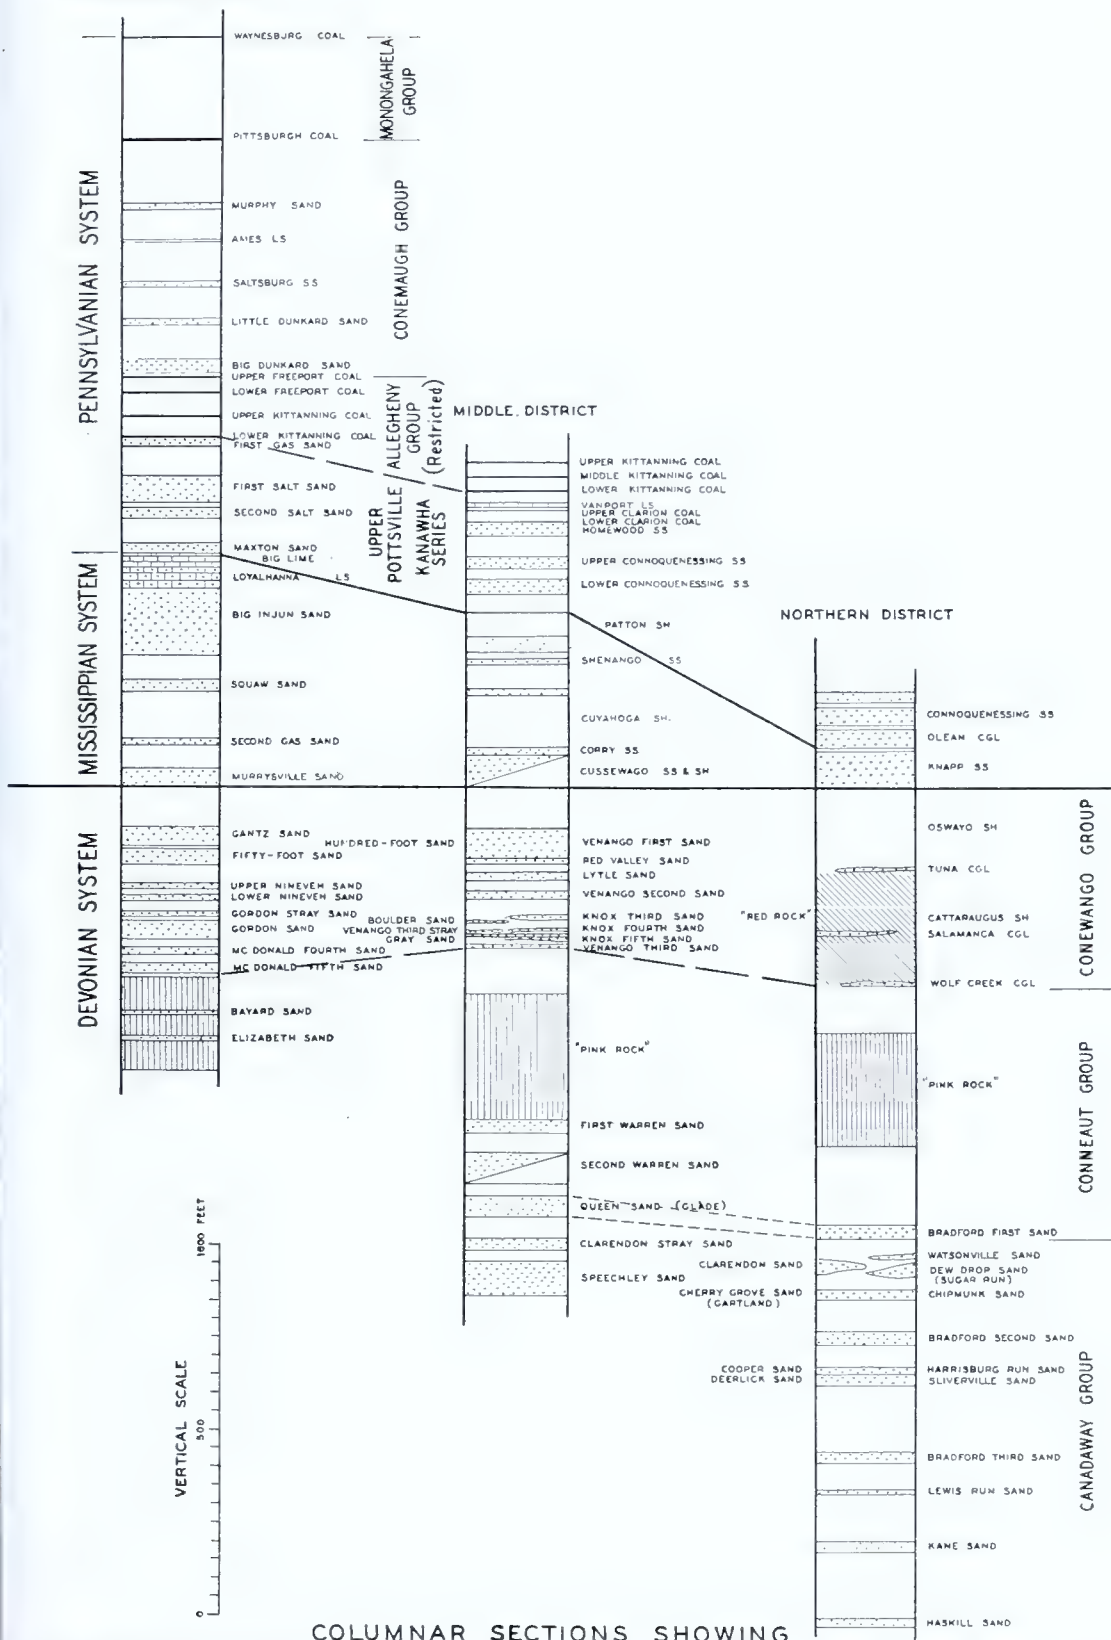 PENNSYLVANIAN SYSTEM
MISSISSIPPIAN SYSTEM
DEVONIAN SYSTEM
WAYNESBURG COAL
PITTSBURGH COAL
MURPHY SAND
AMES LS
SALTSBURG SS
LITTLE DUNKARD SAND
BIG DUNKARD SAND
UPPER FREEPORT COAL
LOWER FREEPORT COAL
UPPER KITTANNING COAL
LOWER KITTANNING COAL
FIRST GAS SAND
FIRST SALT SAND
SECOND SALT SAND
MAXTON SAND
BIG LIME
LOYALHANNA LS
BIG INJUN SAND
SQUAW SAND
SECOND GAS SAND
MURRYSVILLE SAND
GANTZ SAND
HUNDRED-FOOT SAND
FIFTY-FOOT SAND
UPPER NINEVEH SAND
LOWER NINEVEH SAND
GORDON STRAY SAND
GORDON SAND
MC DONALD FOURTH SAND
MC DONALD FIFTH SAND
BAYARD SAND
ELIZABETH SAND
MONONGAHELA
GROUP
CONEMAUGH GROUP
ALLEGHENY
GROUP
(Restricted)
UPPER
POTTSVILLE
KANAWHA
SERIES
MIDDLE DISTRICT
UPPER KITTANNING COAL
MIDDLE KITTANNING COAL
LOWER KITTANNING COAL
VANPORT LS
UPPER CLARION COAL
LOWER CLARION COAL
HOMEWOOD SS
UPPER CONNOQUENESSING SS
LOWER CONNOQUENESSING SS
PATTON SH
SHENANGO SS
CUYAHOGA SH.
CORRY SS
CUSSEWAGO SS & SH
VENANGO FIRST SAND
RED VALLEY SAND
LYTLE SAND
VENANGO SECOND SAND
BOULDER SAND
VENANGO THIRD STRAY
GRAY SAND
KNOX THIRD SAND
KNOX FOURTH SAND
KNOX FIFTH SAND
VENANGO THIRD SAND
"PINK ROCK"
FIRST WARREN SAND
SECOND WARREN SAND
QUEEN SAND (GLADE)
CLARENDON STRAY SAND
SPEECHLEY SAND
NORTHERN DISTRICT
CONNOQUENESSING SS
OLEAN CGL
KNAPP SS
OSWAYO SH
TUNA CGL
"RED ROCK"
CATTARAUGUS SH
SALAMANCA CGL
WOLF CREEK CGL
"PINK ROCK"
BRADFORD FIRST SAND
WATSONVILLE SAND
CLARENDON SAND
DEW DROP SAND
(SUGAR RUN)
CHERRY GROVE SAND
(GARTLAND)
CHIPMUNK SAND
BRADFORD SECOND SAND
COOPER SAND
DEERLICK SAND
HARRISBURG RUN SAND
SLIVERVILLE SAND
BRADFORD THIRD SAND
LEWIS RUN SAND
KANE SAND
HASKILL SAND
CONEWANGO GROUP
CONNEAUT GROUP
CANADAWAY GROUP
VERTICAL SCALE
1000 FEET
500
0
COLUMNAR SECTIONS SHOWING